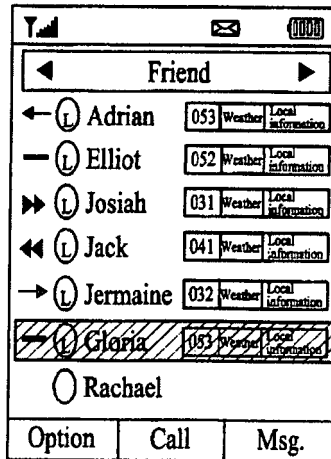 Friend
L Adrian 053 Weather Local information
L Elliot 052 Weather Local information
L Josiah 031 Weather Local information
L Jack 041 Weather Local information
L Jermaine 032 Weather Local information
L Gloria 053 Weather Local information
Rachael
Option Call Msg.